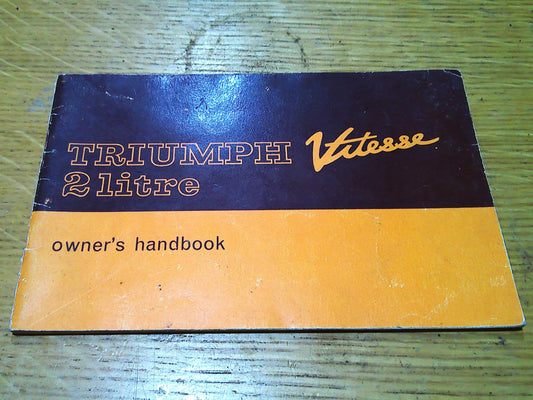 TRIUMPH Vitesse
2 litre
owner's handbook